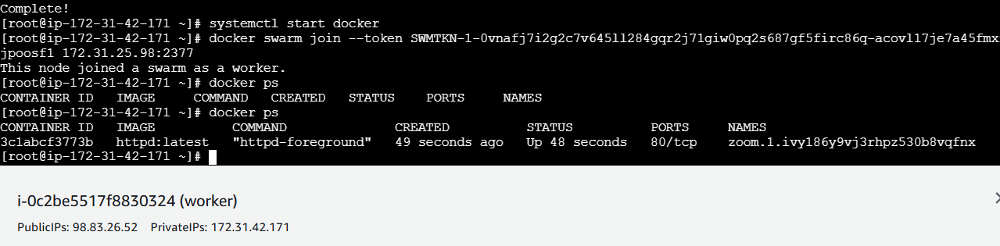 Complete!
[root@ip-172-31-42-171 ~]# systemctl start docker
[root@ip-172-31-42-171 ~]# docker swarm join --token SWMTKN-1-0vnafj7i2g2c7v645ll284gqr2j71giw0pq2s687gf5firc86q-acovl17je7a45fmx
jpoosf1 172.31.25.98:2377
This node joined a swarm as a worker.
[root@ip-172-31-42-171 ~]# docker ps
CONTAINER ID   IMAGE     COMMAND   CREATED   STATUS    PORTS     NAMES
[root@ip-172-31-42-171 ~]# docker ps
CONTAINER ID   IMAGE          COMMAND              CREATED          STATUS          PORTS     NAMES
3c1abcf3773b   httpd:latest   "httpd-foreground"   49 seconds ago   Up 48 seconds   80/tcp    zoom.1.ivy186y9vj3rhpz530b8vqfnx
[root@ip-172-31-42-171 ~]#
i-0c2be5517f8830324 (worker)
PublicIPs: 98.83.26.52    PrivateIPs: 172.31.42.171